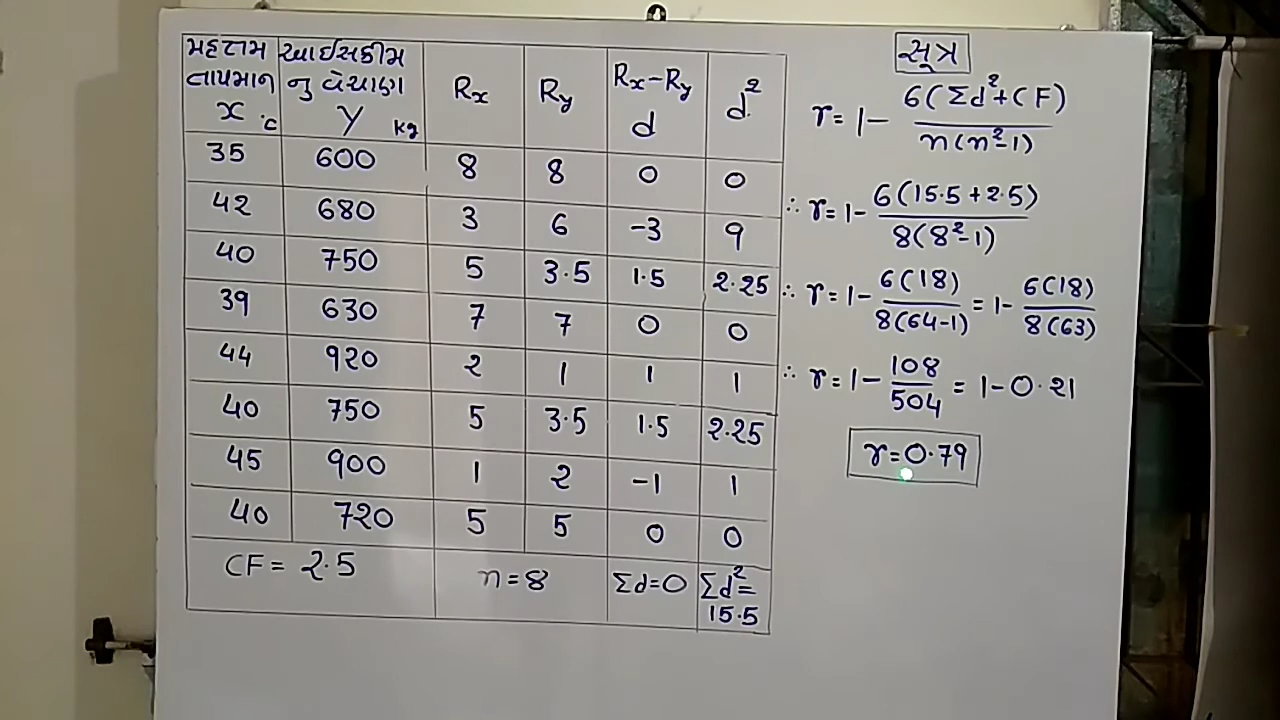 મહત્તમ તાપમાન x °C | આઈસક્રીમ નુ વેચાણ Y kg | Rx | Ry | Rx-Ry d | d²
35 | 600 | 8 | 8 | 0 | 0
42 | 680 | 3 | 6 | -3 | 9
40 | 750 | 5 | 3.5 | 1.5 | 2.25
39 | 630 | 7 | 7 | 0 | 0
44 | 920 | 2 | 1 | 1 | 1
40 | 750 | 5 | 3.5 | 1.5 | 2.25
45 | 900 | 1 | 2 | -1 | 1
40 | 720 | 5 | 5 | 0 | 0
CF = 2.5 | n=8 | Σd=0 | Σd²= 15.5
સૂત્ર
r = 1 - 6(Σd²+CF) / n(n²-1)
∴ r = 1 - 6(15.5+2.5) / 8(8²-1)
∴ r = 1 - 6(18) / 8(64-1) = 1 - 6(18) / 8(63)
∴ r = 1 - 108 / 504 = 1 - 0.21
r = 0.79